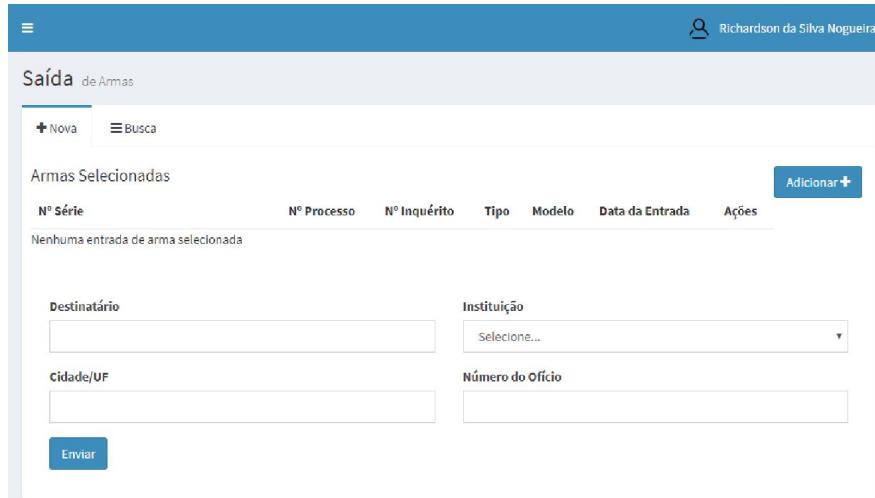 Richardson da Silva Nogueira
Saída de Armas
Nova Busca
Armas Selecionadas
Adicionar
Nº Série Nº Processo Nº Inquérito Tipo Modelo Data da Entrada Ações
Nenhuma entrada de arma selecionada
Destinatário Instituição
Selecione...
Cidade/UF Número do Ofício
Enviar